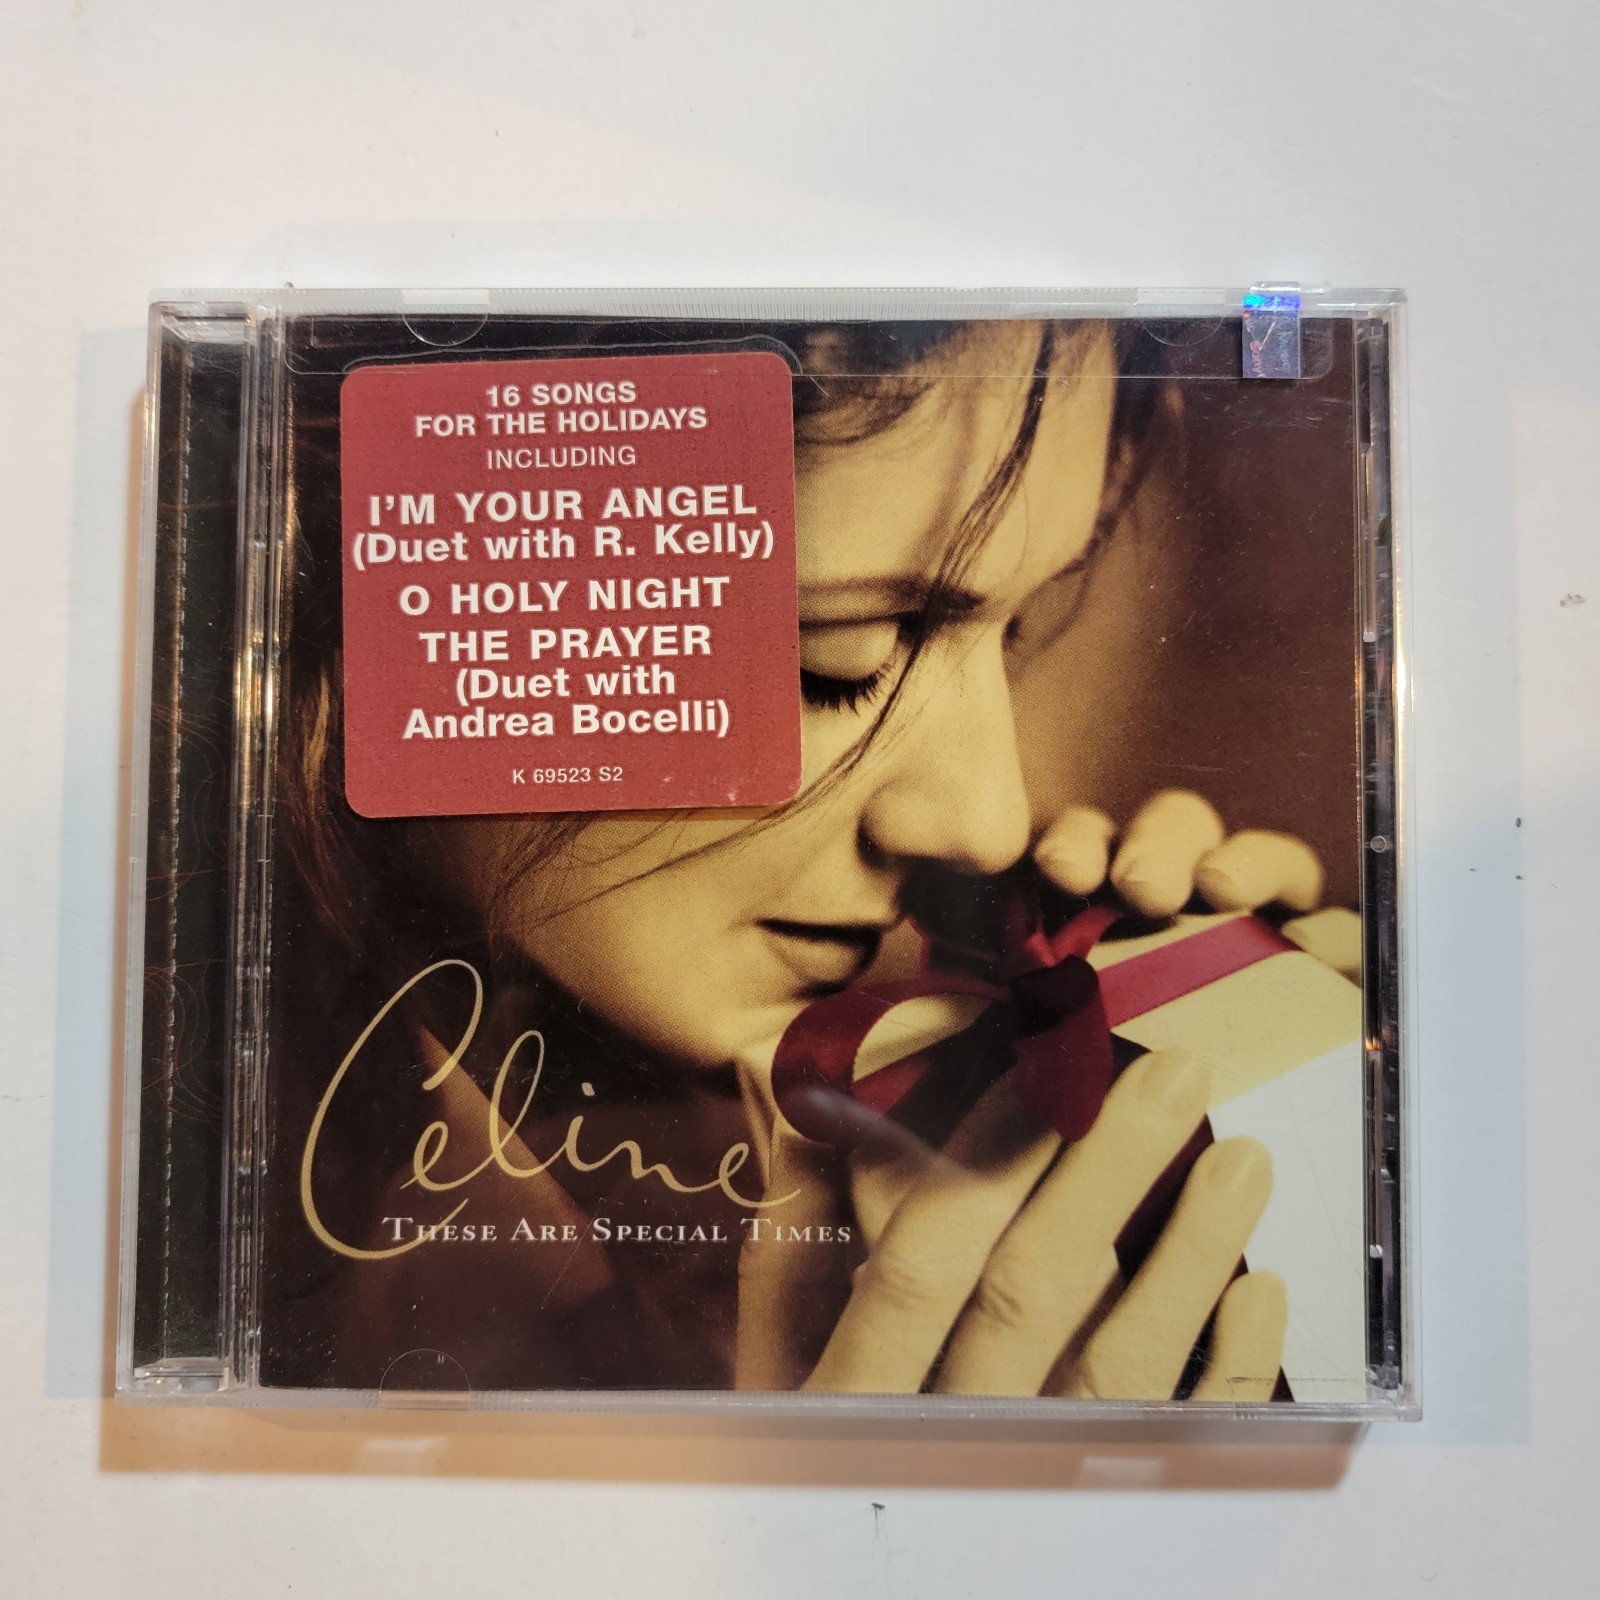 16 SONGS
FOR THE HOLIDAYS
INCLUDING
I'M YOUR ANGEL
(Duet with R. Kelly)
O HOLY NIGHT
THE PRAYER
(Duet with
Andrea Bocelli)
K 69523 S2
Celine
THESE ARE SPECIAL TIMES